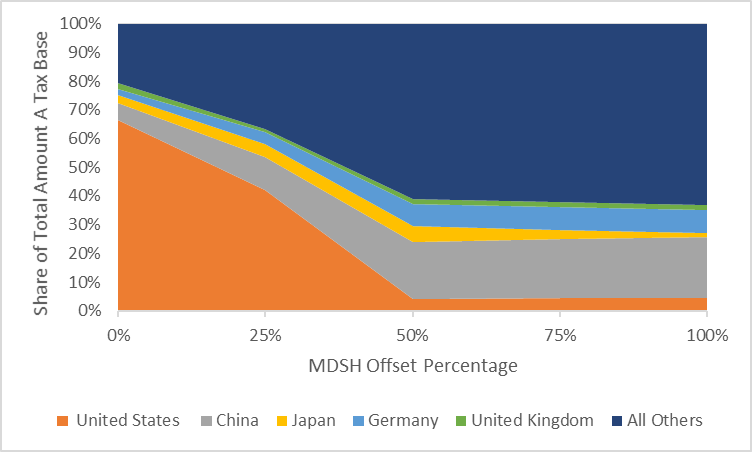 100%
90%
80%
70%
60%
50%
40%
30%
20%
10%
0%
Share of Total Amount A Tax Base
0% 25% 50% 75% 100%
MDSH Offset Percentage
United States China Japan Germany United Kingdom All Others